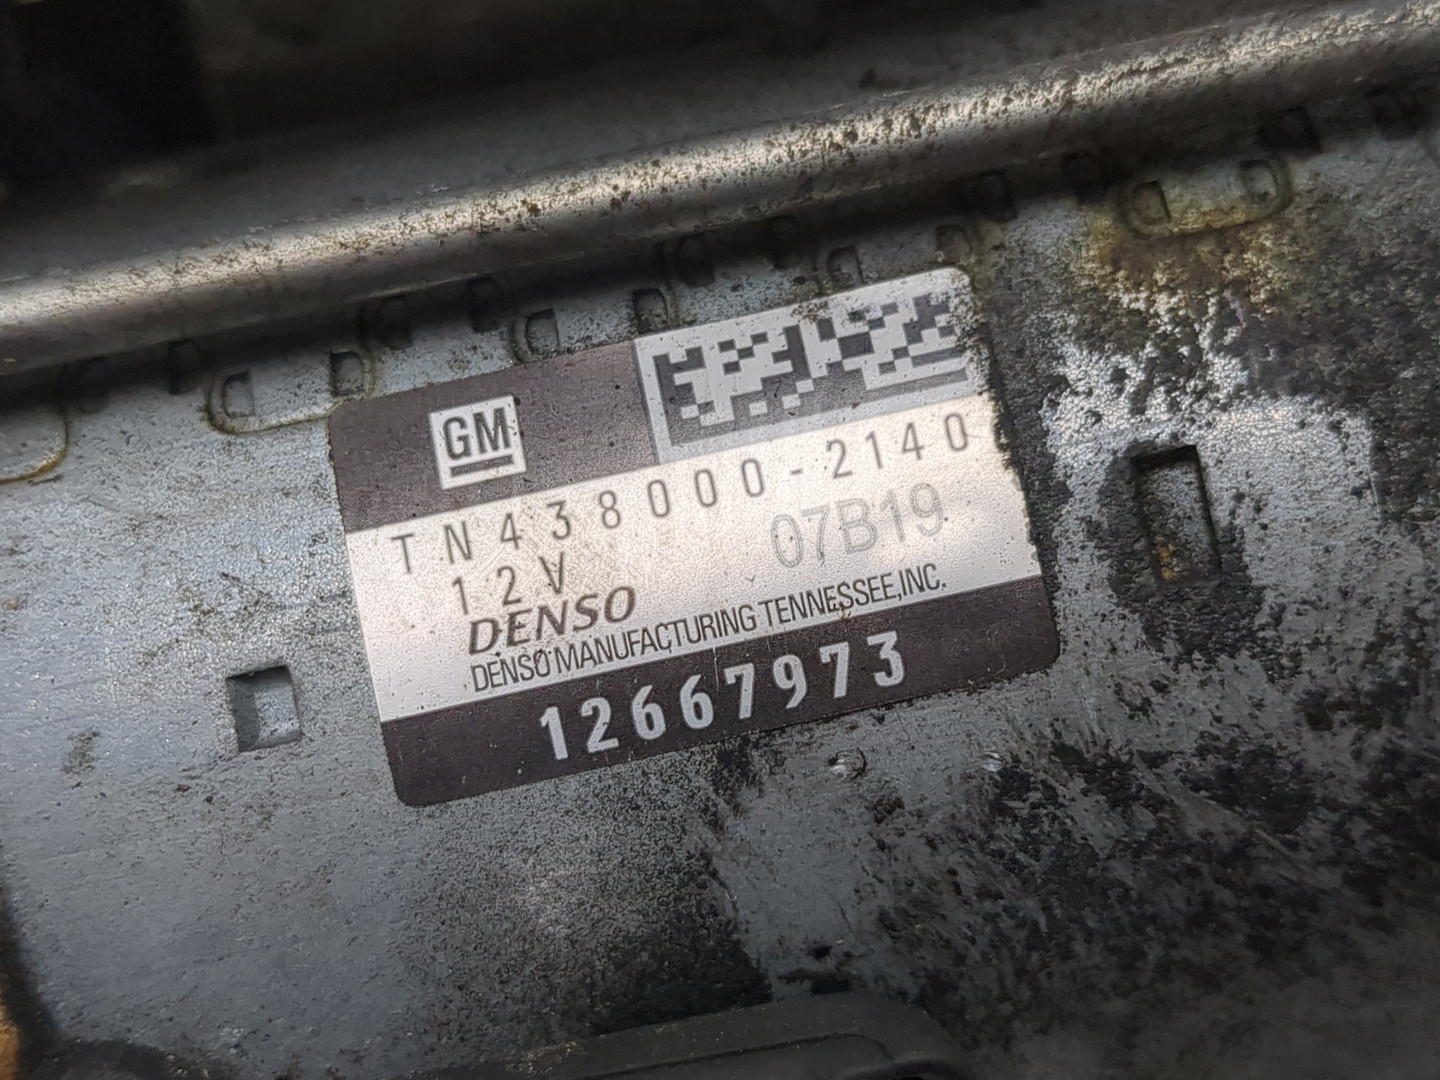 GM
TN438000-2140
12V 07B19
DENSO
DENSO MANUFACTURING TENNESSEE,INC.
12667973